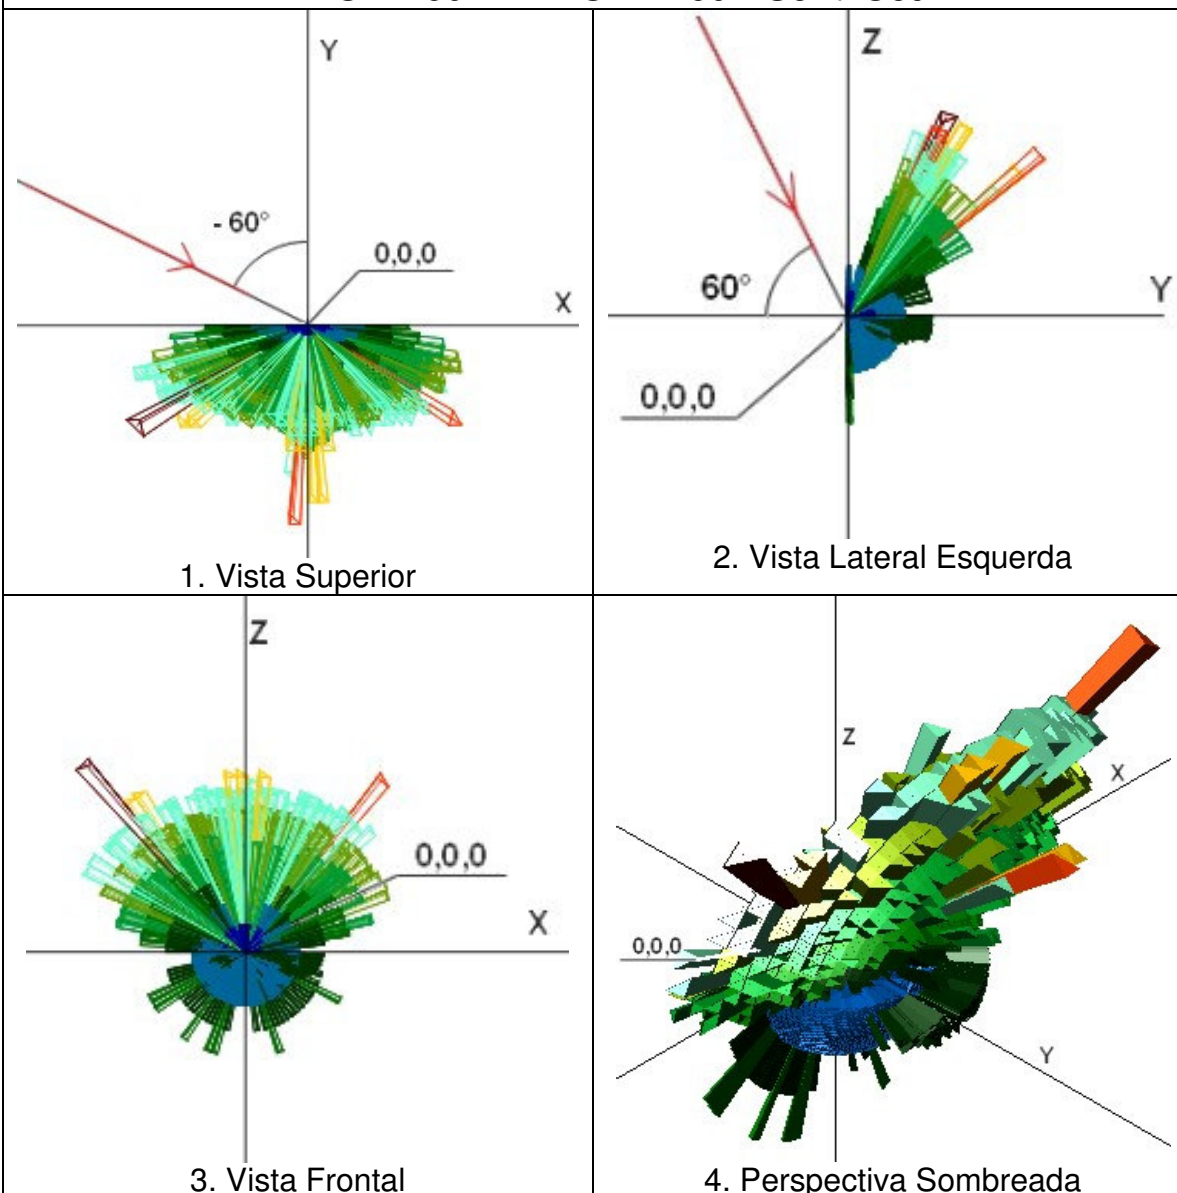 Y
- 60°
0,0,0
X
1. Vista Superior
Z
60°
Y
0,0,0
2. Vista Lateral Esquerda
Z
0,0,0
X
3. Vista Frontal
Z
X
0,0,0
Y
4. Perspectiva Sombreada